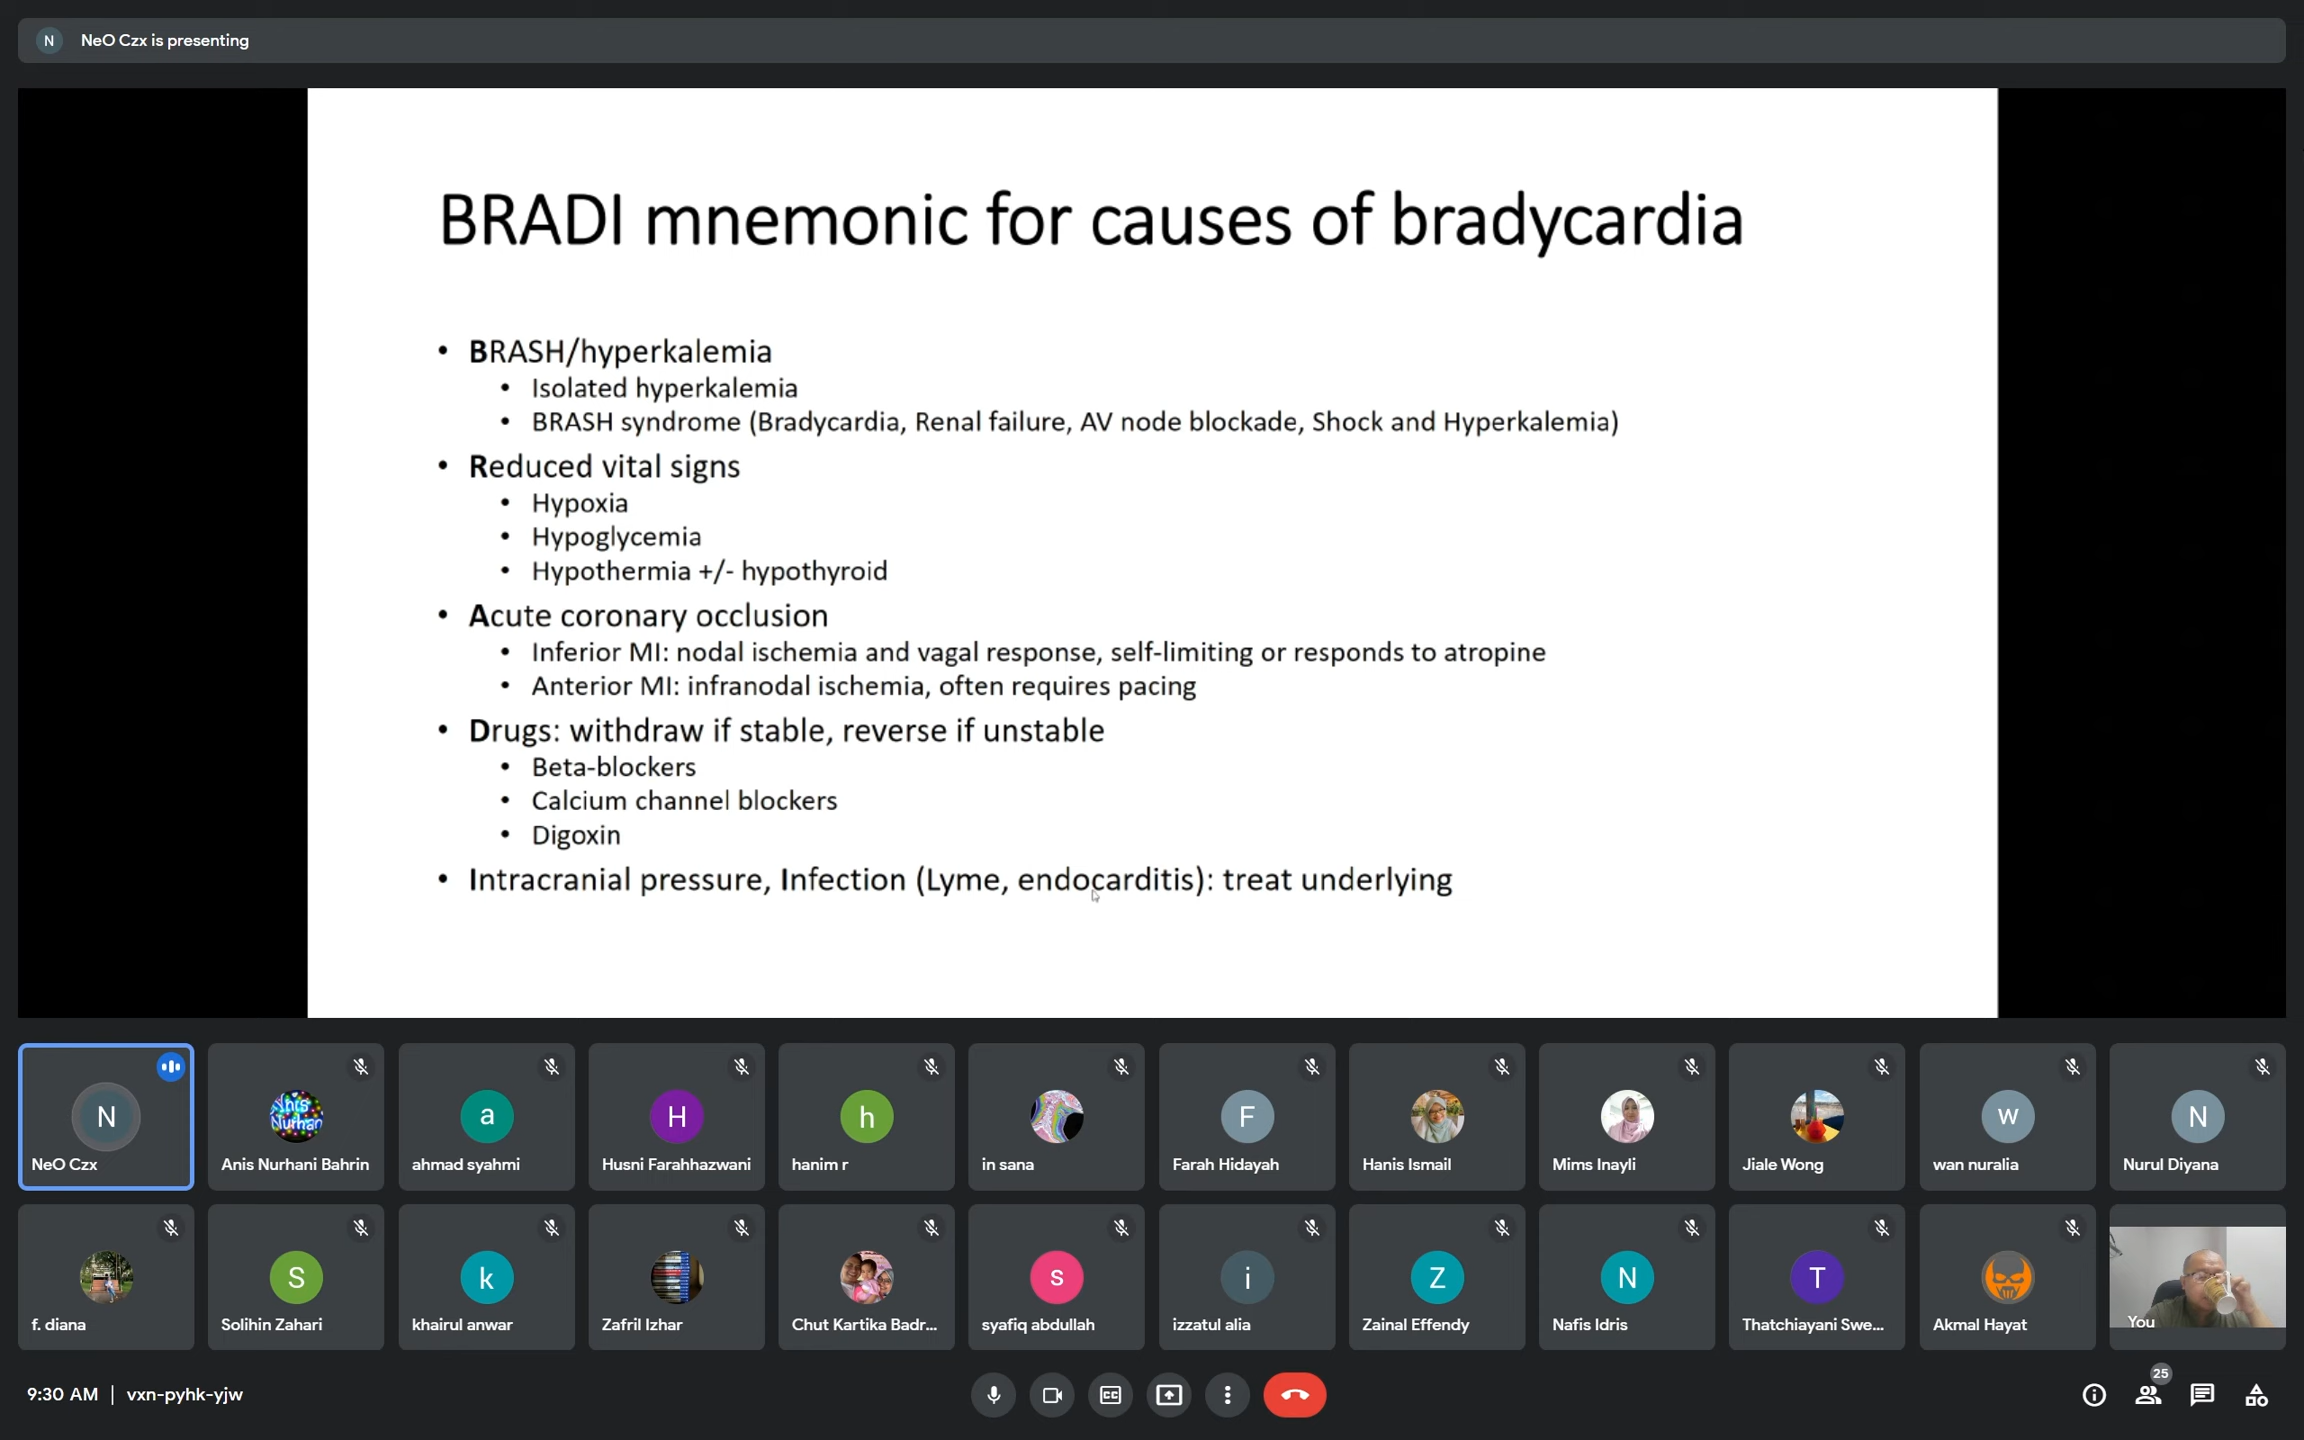 N NeO Czx is presenting
BRADI mnemonic for causes of bradycardia
• BRASH/hyperkalemia
• Isolated hyperkalemia
• BRASH syndrome (Bradycardia, Renal failure, AV node blockade, Shock and Hyperkalemia)
• Reduced vital signs
• Hypoxia
• Hypoglycemia
• Hypothermia +/- hypothyroid
• Acute coronary occlusion
• Inferior MI: nodal ischemia and vagal response, self-limiting or responds to atropine
• Anterior MI: infranodal ischemia, often requires pacing
• Drugs: withdraw if stable, reverse if unstable
• Beta-blockers
• Calcium channel blockers
• Digoxin
• Intracranial pressure, Infection (Lyme, endocarditis): treat underlying
N
NeO Czx
Anis Nurhani Bahrin
a
ahmad syahmi
H
Husni Farahhazwani
h
hanim r
in sana
F
Farah Hidayah
Hanis Ismail
Mims Inayli
Jiale Wong
w
wan nuralia
N
Nurul Diyana
f. diana
S
Solihin Zahari
k
khairul anwar
Zafril Izhar
Chut Kartika Badr...
s
syafiq abdullah
i
izzatul alia
Z
Zainal Effendy
N
Nafis Idris
T
Thatchiayani Swe...
Akmal Hayat
You
9:30 AM | vxn-pyhk-yjw
CC
25